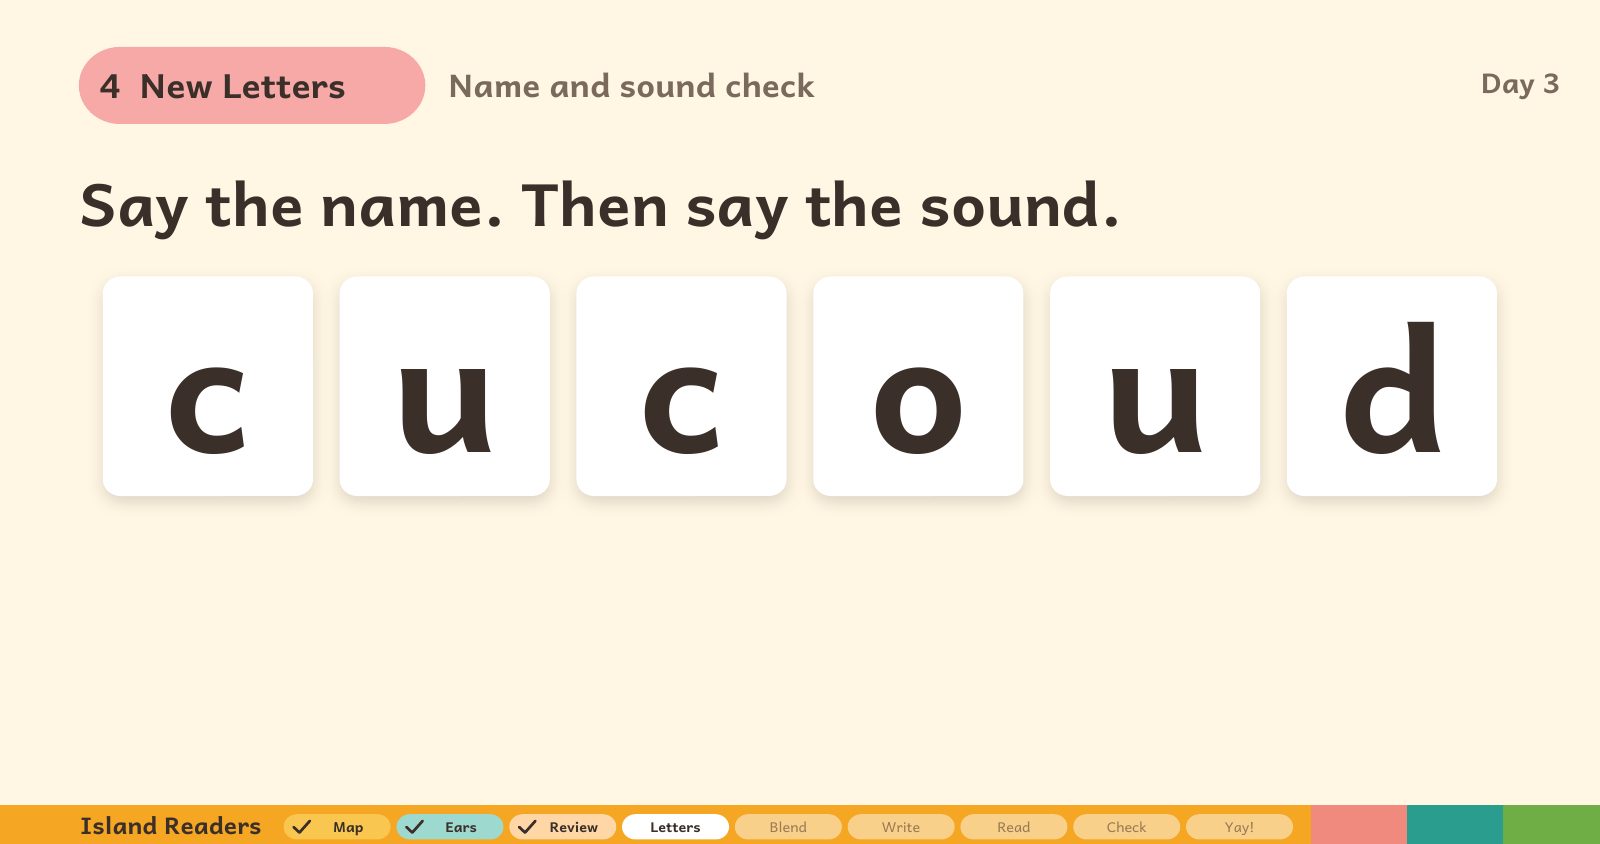 4 New Letters
Name and sound check
Day 3
Say the name. Then say the sound.
c u c o u d
Island Readers
Map
Ears
Review
Letters
Blend
Write
Read
Check
Yay!